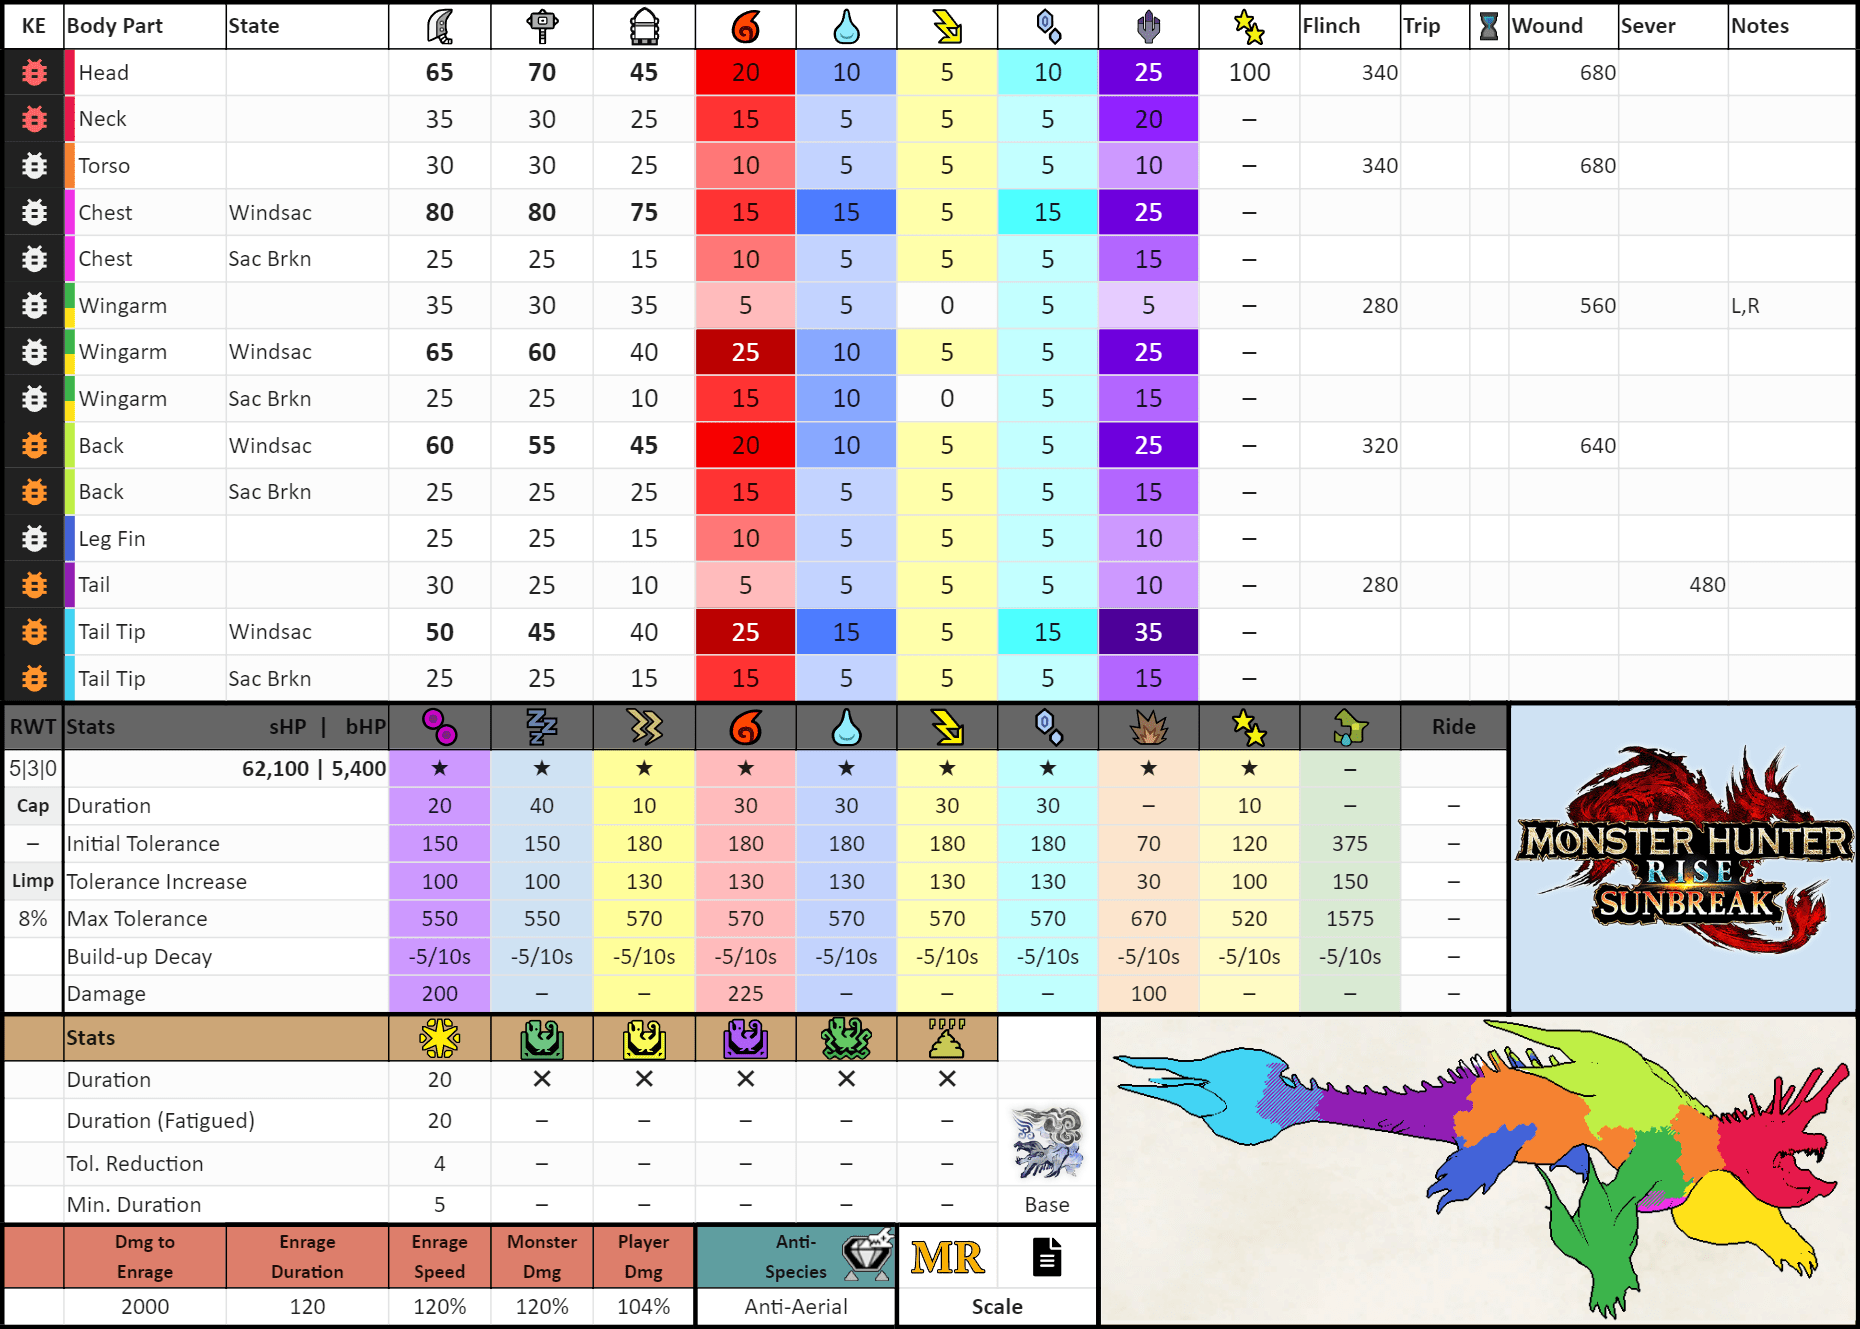 KE Body Part State Flinch Trip Wound Sever Notes
Head 65 70 45 20 10 5 10 25 100 340 680
Neck 35 30 25 15 5 5 5 20 –
Torso 30 30 25 10 5 5 5 10 – 340 680
Chest Windsac 80 80 75 15 15 5 15 25 –
Chest Sac Brkn 25 25 15 10 5 5 5 15 –
Wingarm 35 30 35 5 5 0 5 5 – 280 560 L,R
Wingarm Windsac 65 60 40 25 10 5 5 25 –
Wingarm Sac Brkn 25 25 10 15 10 0 5 15 –
Back Windsac 60 55 45 20 10 5 5 25 – 320 640
Back Sac Brkn 25 25 25 15 5 5 5 15 –
Leg Fin 25 25 15 10 5 5 5 10 –
Tail 30 25 10 5 5 5 5 10 – 280 480
Tail Tip Windsac 50 45 40 25 15 5 15 35 –
Tail Tip Sac Brkn 25 25 15 15 5 5 5 15 –
RWT Stats sHP | bHP Ride
5|3|0 62,100 | 5,400 ★ ★ ★ ★ ★ ★ ★ ★ ★ –
Cap Duration 20 40 10 30 30 30 30 – 10 – –
– Initial Tolerance 150 150 180 180 180 180 180 70 120 375 –
Limp Tolerance Increase 100 100 130 130 130 130 130 30 100 150 –
8% Max Tolerance 550 550 570 570 570 570 570 670 520 1575 –
Build-up Decay -5/10s -5/10s -5/10s -5/10s -5/10s -5/10s -5/10s -5/10s -5/10s -5/10s –
Damage 200 – – 225 – – – 100 – – –
MONSTER HUNTER
RISE
SUNBREAK
TM
Stats
Duration 20 ✕ ✕ ✕ ✕ ✕
Duration (Fatigued) 20 – – – – –
Tol. Reduction 4 – – – – –
Min. Duration 5 – – – – – Base
Dmg to Enrage Enrage Monster Player Anti-
Enrage Duration Speed Dmg Dmg Species MR
2000 120 120% 120% 104% Anti-Aerial Scale